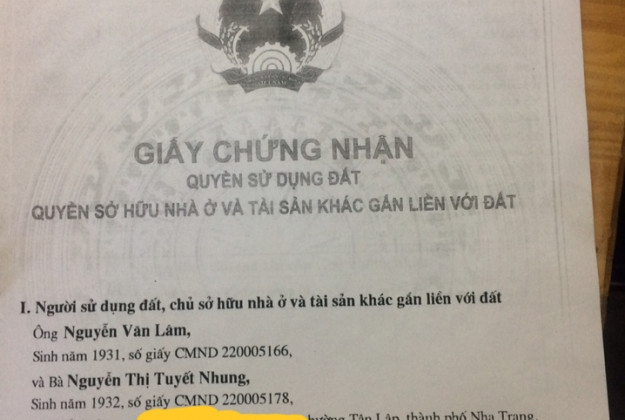 GIẤY CHỨNG NHẬN
QUYỀN SỬ DỤNG ĐẤT
QUYỀN SỞ HỮU NHÀ Ở VÀ TÀI SẢN KHÁC GẮN LIỀN VỚI ĐẤT
I. Người sử dụng đất, chủ sở hữu nhà ở và tài sản khác gắn liền với đất
Ông Nguyễn Văn Lâm,
Sinh năm 1931, số giấy CMND 220005166,
và Bà Nguyễn Thị Tuyết Nhung,
Sinh năm 1932, số giấy CMND 220005178,
Tân Lập, thành phố Nha Trang.